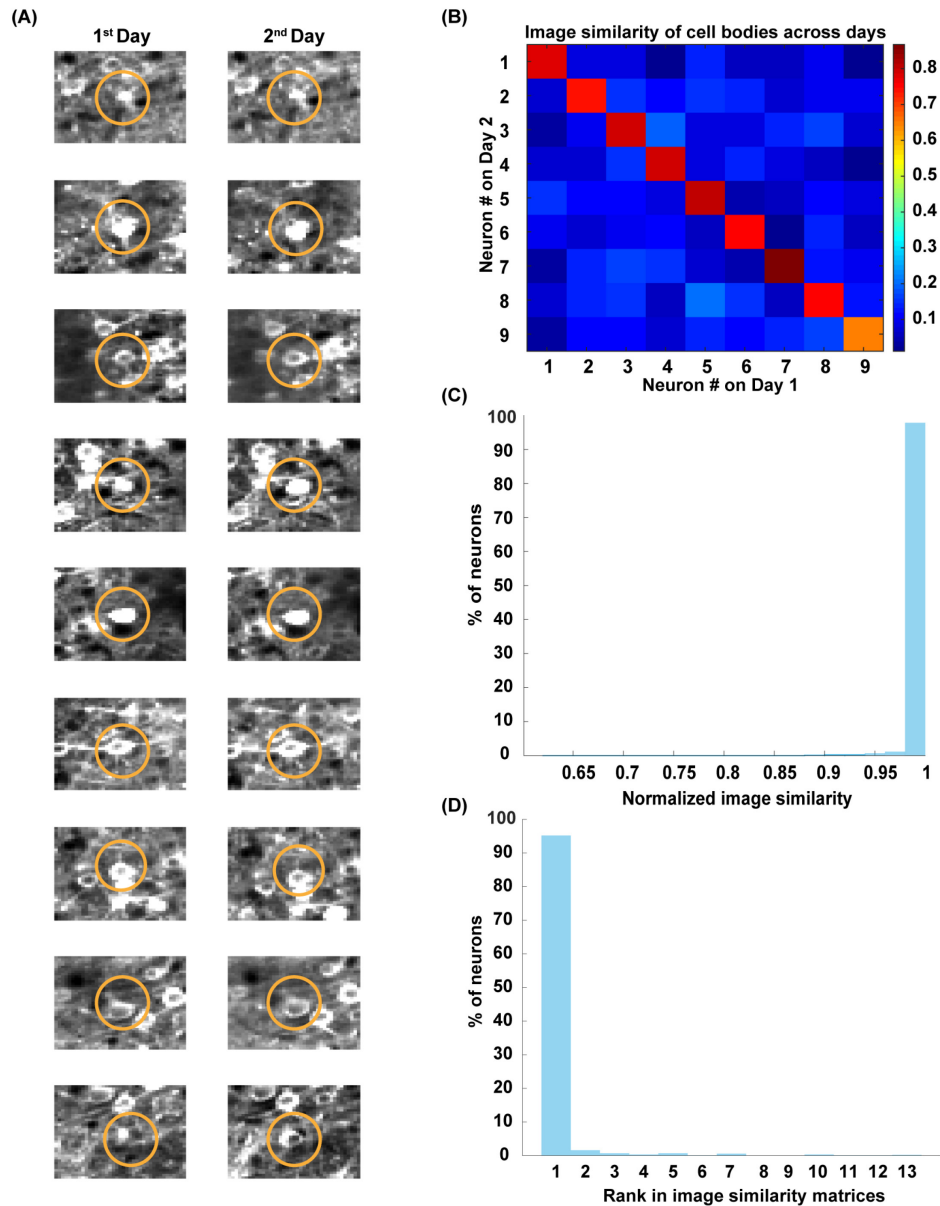 (A)
1st Day
2nd Day
(B)
Image similarity of cell bodies across days
Neuron # on Day 2
1
2
3
4
5
6
7
8
9
1 2 3 4 5 6 7 8 9
Neuron # on Day 1
0.8
0.7
0.6
0.5
0.4
0.3
0.2
0.1
(C)
% of neurons
100
90
80
70
60
50
40
30
20
10
0
0.65 0.7 0.75 0.8 0.85 0.9 0.95 1
Normalized image similarity
(D)
% of neurons
100
90
80
70
60
50
40
30
20
10
0
1 2 3 4 5 6 7 8 9 10 11 12 13
Rank in image similarity matrices